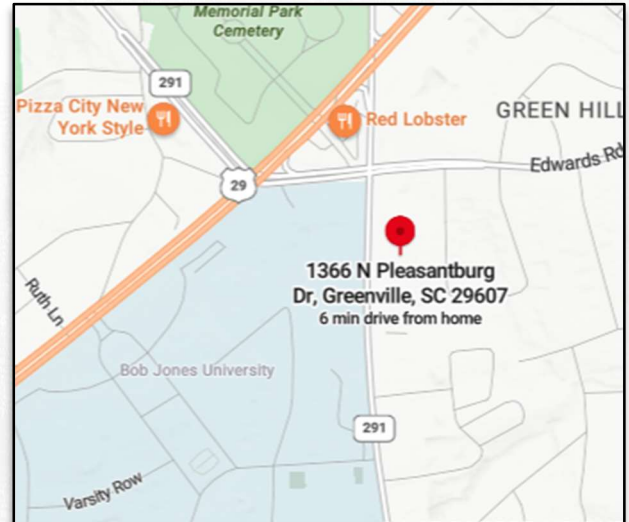 Memorial Park
Cemetery
291
Pizza City New
York Style
Red Lobster
GREEN HILL
Edwards Rd
29
1366 N Pleasantburg
Dr, Greenville, SC 29607
6 min drive from home
Ruth Ln
Bob Jones University
291
Varsity Row